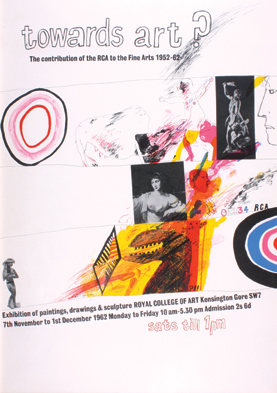 towards art?
The contribution of the RCA to the Fine Arts 1952-62
34 RCA
Exhibition of paintings, drawings & sculpture ROYAL COLLEGE OF ART Kensington Gore SW7
7th November to 1st December 1962 Monday to Friday 10 am-5.30 pm Admission 2s 6d
sats till 1pm